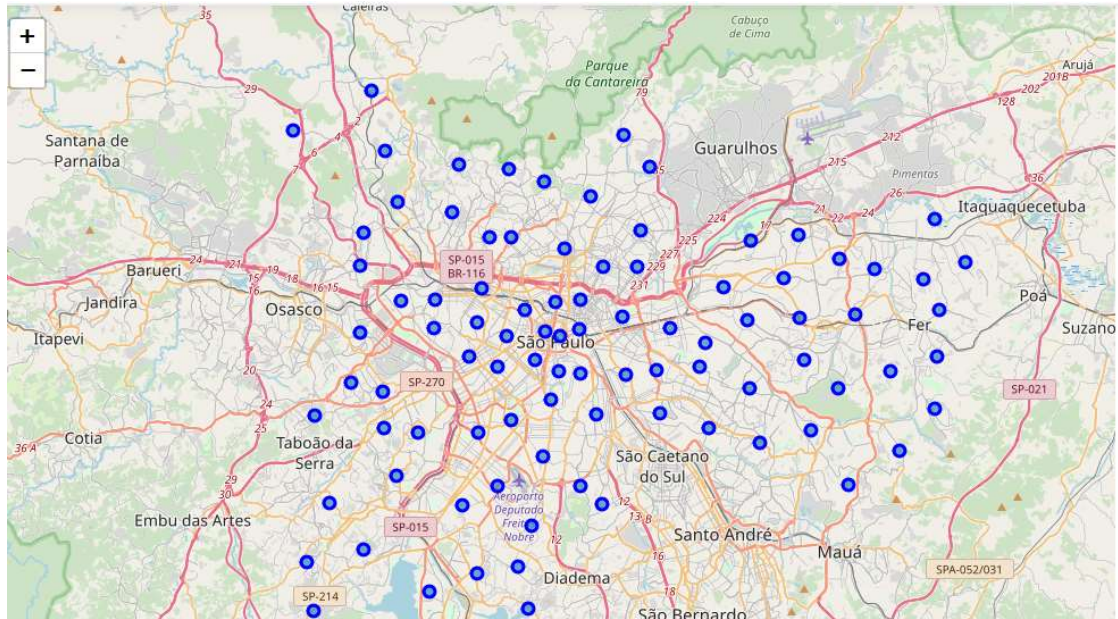 +
−
35
Caieiras
Cabuçu
de Cima
Parque
da Cantareira
Arujá
201B
202
128
29
79
2
4
6
7
Santana de
Parnaíba
Guarulhos
212
215
Pimentas
36
26
85
Itaquaquecetuba
224
21
22
24
17
225
227
229
231
SP-015
BR-116
24
21
19
18
16
15
Barueri
Jandira
Osasco
Itapevi
Poá
Suzano
Fer
São Paulo
20
SP-270
SP-021
24
25
36 A
Cotia
Taboão da
Serra
São Caetano
do Sul
30
Embu das Artes
SP-015
Aeroporto
Deputado
Freitas
Nobre
12
12
13 B
16
18
Santo André
Mauá
Diadema
SPA-052/031
SP-214
São Bernardo